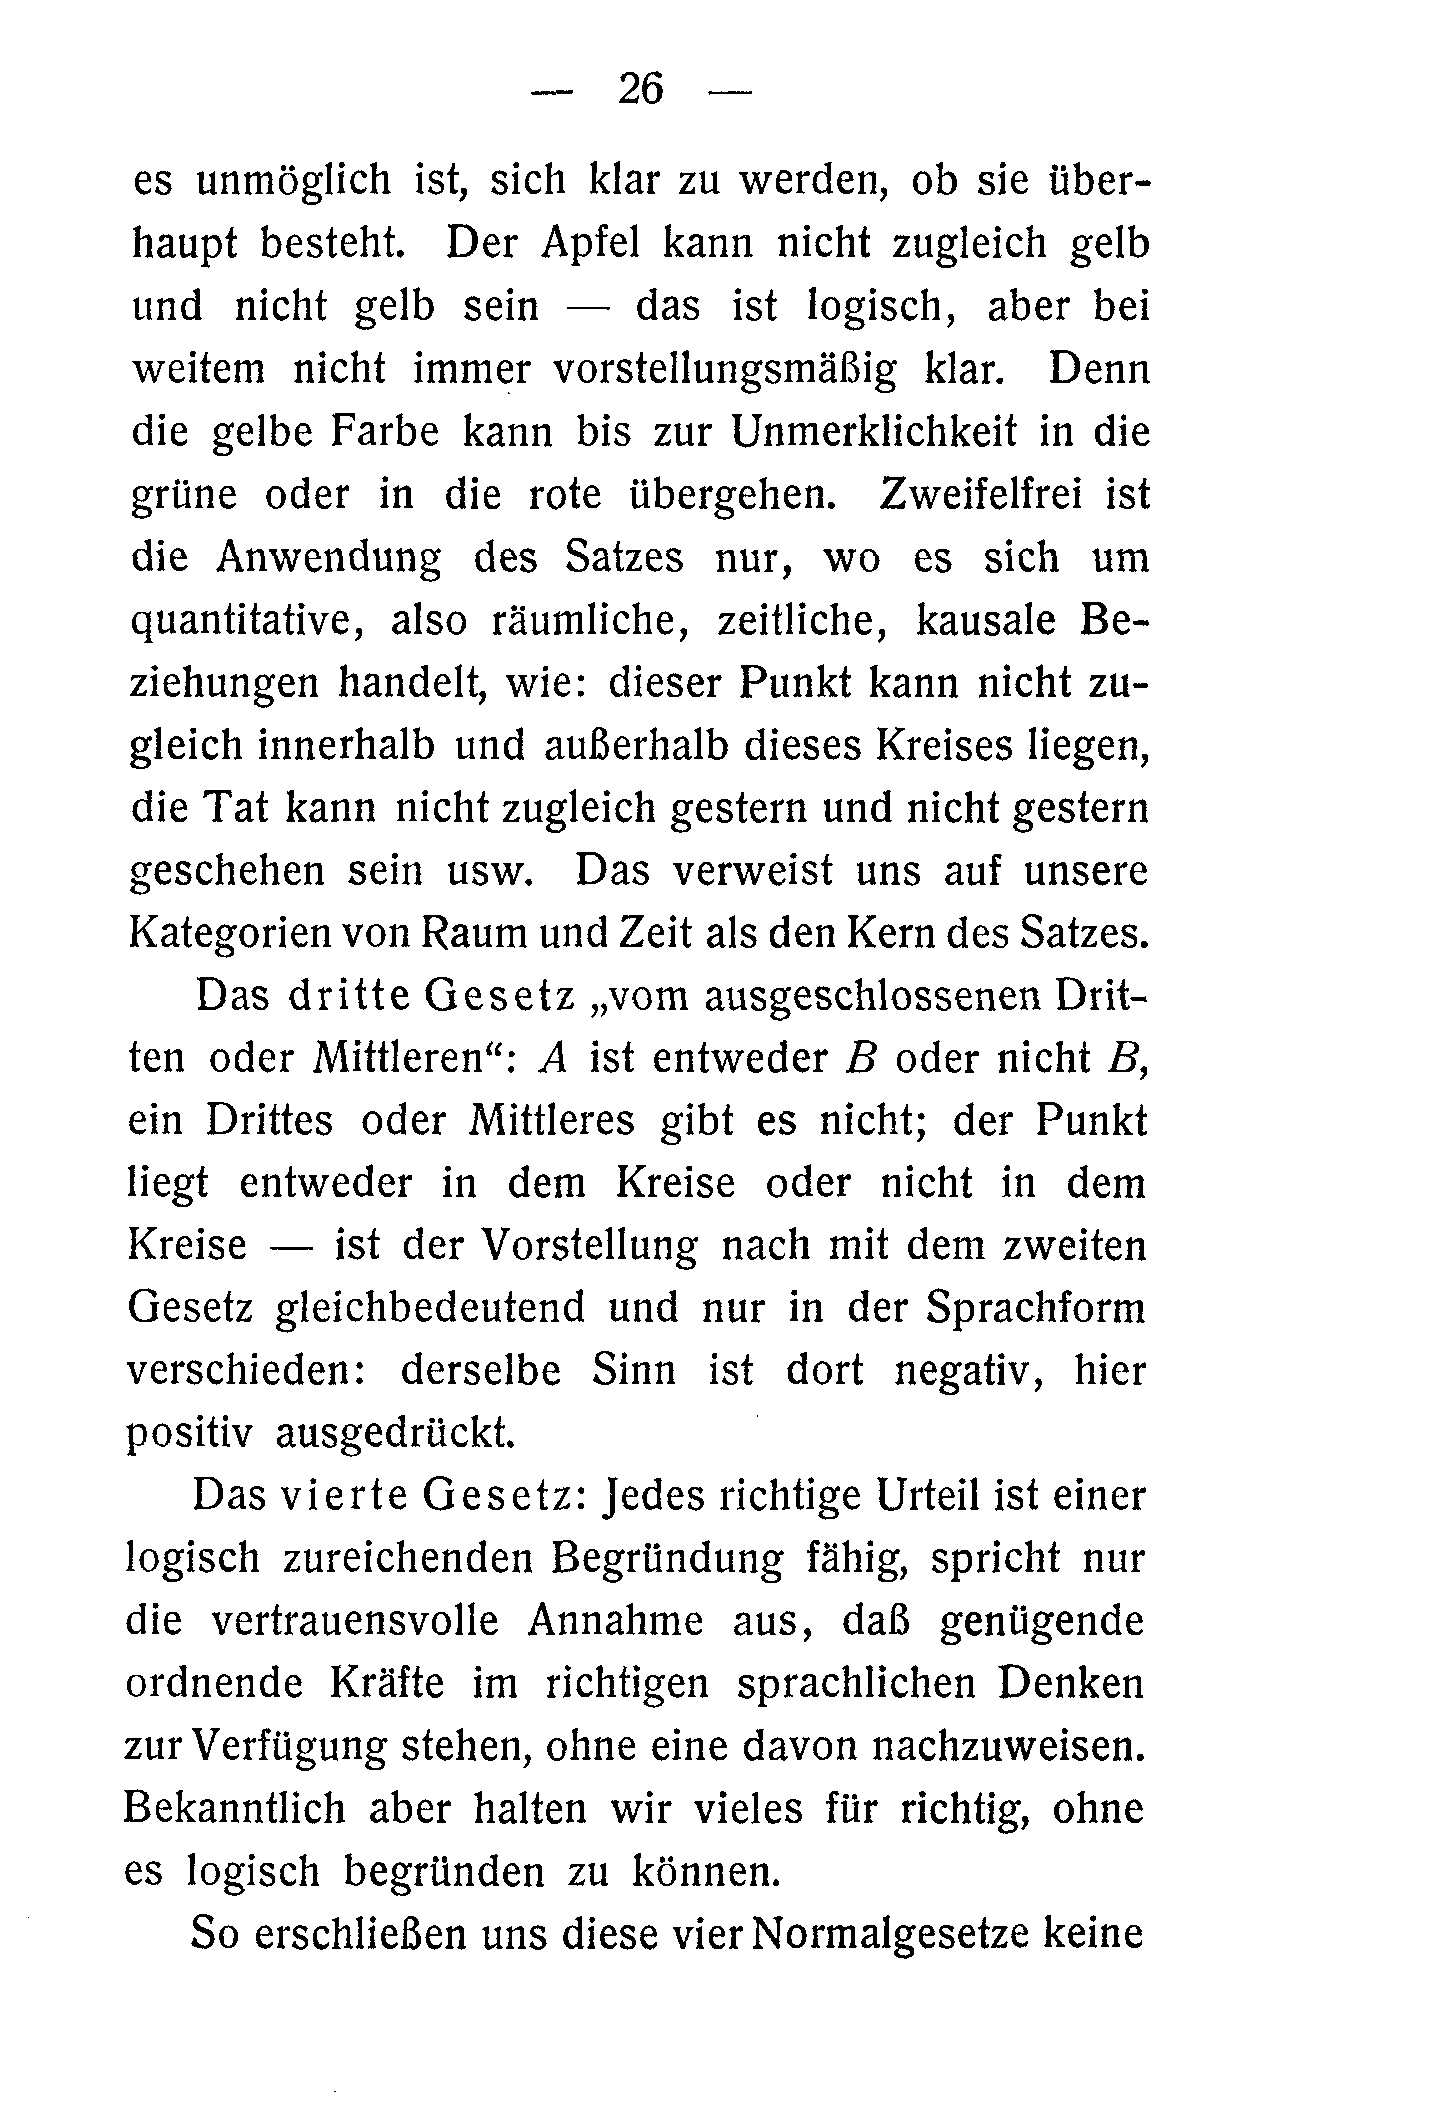 — 26 —
es unmöglich ist, sich klar zu werden, ob sie über-
haupt besteht. Der Apfel kann nicht zugleich gelb
und nicht gelb sein — das ist logisch, aber bei
weitem nicht immer vorstellungsmäßig klar. Denn
die gelbe Farbe kann bis zur Unmerklichkeit in die
grüne oder in die rote übergehen. Zweifelfrei ist
die Anwendung des Satzes nur, wo es sich um
quantitative, also räumliche, zeitliche, kausale Be-
ziehungen handelt, wie: dieser Punkt kann nicht zu-
gleich innerhalb und außerhalb dieses Kreises liegen,
die Tat kann nicht zugleich gestern und nicht gestern
geschehen sein usw. Das verweist uns auf unsere
Kategorien von Raum und Zeit als den Kern des Satzes.
Das dritte Gesetz „vom ausgeschlossenen Drit-
ten oder Mittleren“: A ist entweder B oder nicht B,
ein Drittes oder Mittleres gibt es nicht; der Punkt
liegt entweder in dem Kreise oder nicht in dem
Kreise — ist der Vorstellung nach mit dem zweiten
Gesetz gleichbedeutend und nur in der Sprachform
verschieden: derselbe Sinn ist dort negativ, hier
positiv ausgedrückt.
Das vierte Gesetz: Jedes richtige Urteil ist einer
logisch zureichenden Begründung fähig, spricht nur
die vertrauensvolle Annahme aus, daß genügende
ordnende Kräfte im richtigen sprachlichen Denken
zur Verfügung stehen, ohne eine davon nachzuweisen.
Bekanntlich aber halten wir vieles für richtig, ohne
es logisch begründen zu können.
So erschließen uns diese vier Normalgesetze keine